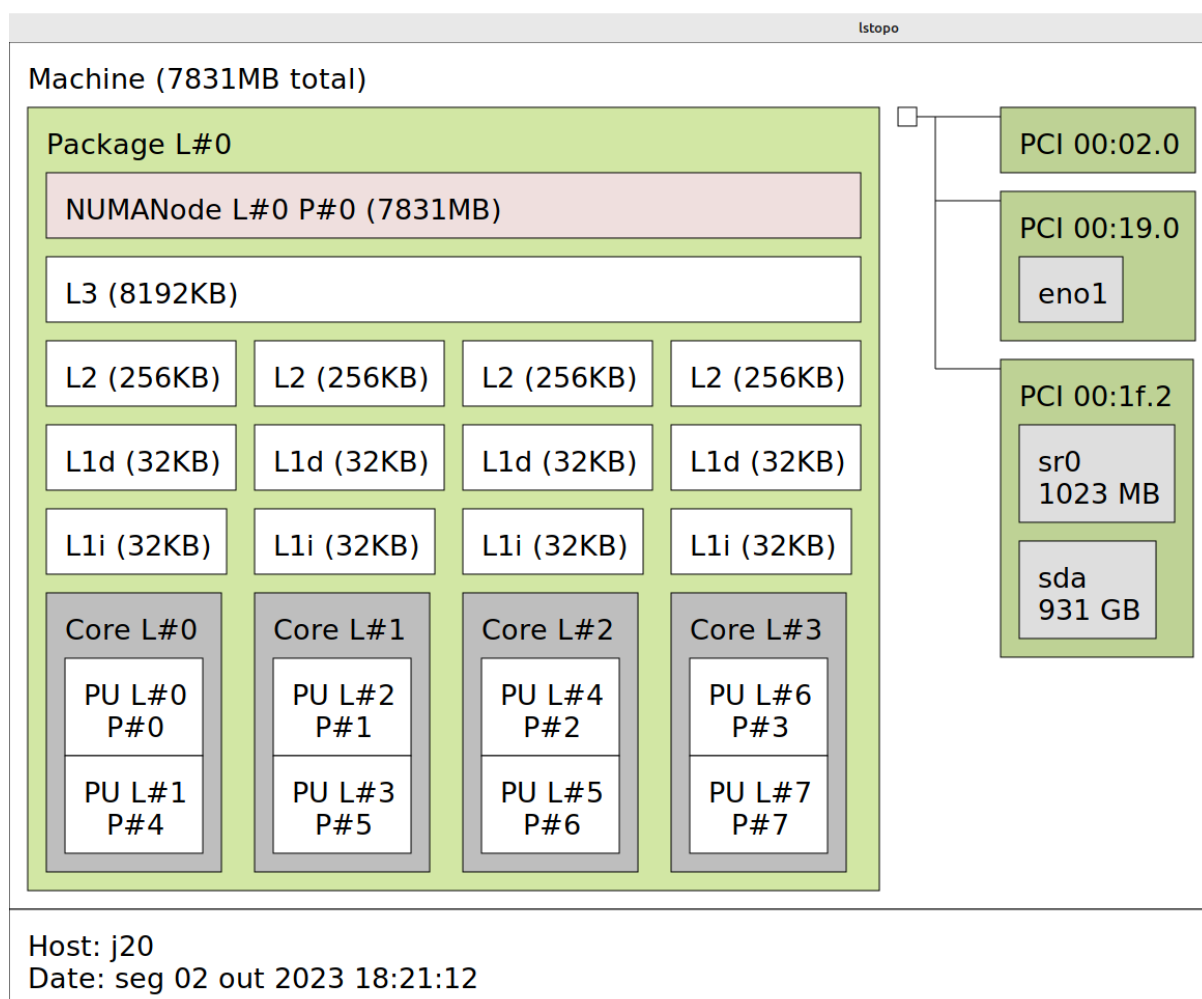 lstopo
Machine (7831MB total)
Package L#0
NUMANode L#0 P#0 (7831MB)
L3 (8192KB)
L2 (256KB)
L2 (256KB)
L2 (256KB)
L2 (256KB)
L1d (32KB)
L1d (32KB)
L1d (32KB)
L1d (32KB)
L1i (32KB)
L1i (32KB)
L1i (32KB)
L1i (32KB)
Core L#0
PU L#0
P#0
PU L#1
P#4
Core L#1
PU L#2
P#1
PU L#3
P#5
Core L#2
PU L#4
P#2
PU L#5
P#6
Core L#3
PU L#6
P#3
PU L#7
P#7
PCI 00:02.0
PCI 00:19.0
eno1
PCI 00:1f.2
sr0
1023 MB
sda
931 GB
Host: j20
Date: seg 02 out 2023 18:21:12